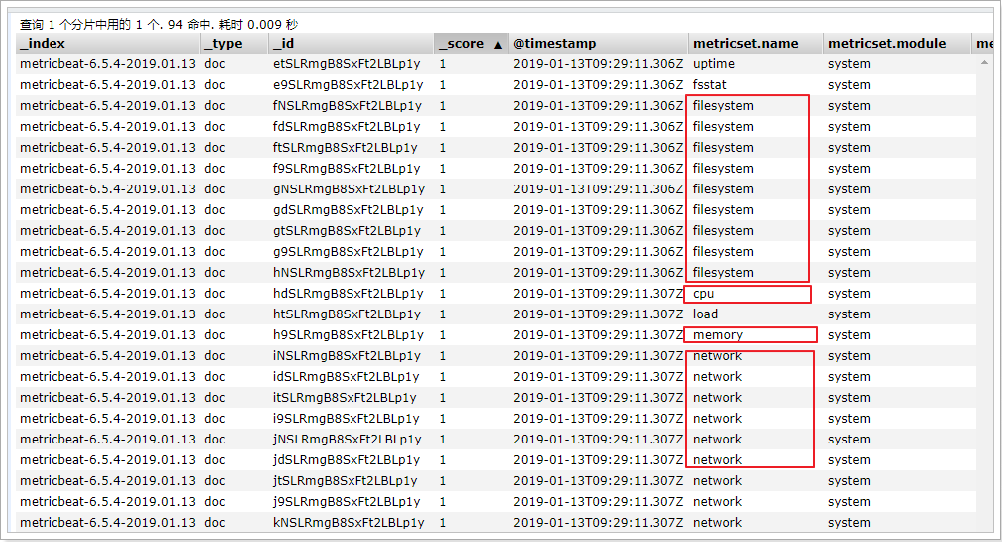 查询 1 个分片中用的 1 个. 94 命中. 耗时 0.009 秒
_index _type _id _score ▲ @timestamp metricset.name metricset.module me
metricbeat-6.5.4-2019.01.13 doc etSLRmgB8SxFt2LBLp1y 1 2019-01-13T09:29:11.306Z uptime system
metricbeat-6.5.4-2019.01.13 doc e9SLRmgB8SxFt2LBLp1y 1 2019-01-13T09:29:11.306Z fsstat system
metricbeat-6.5.4-2019.01.13 doc fNSLRmgB8SxFt2LBLp1y 1 2019-01-13T09:29:11.306Z filesystem system
metricbeat-6.5.4-2019.01.13 doc fdSLRmgB8SxFt2LBLp1y 1 2019-01-13T09:29:11.306Z filesystem system
metricbeat-6.5.4-2019.01.13 doc ftSLRmgB8SxFt2LBLp1y 1 2019-01-13T09:29:11.306Z filesystem system
metricbeat-6.5.4-2019.01.13 doc f9SLRmgB8SxFt2LBLp1y 1 2019-01-13T09:29:11.306Z filesystem system
metricbeat-6.5.4-2019.01.13 doc gNSLRmgB8SxFt2LBLp1y 1 2019-01-13T09:29:11.306Z filesystem system
metricbeat-6.5.4-2019.01.13 doc gdSLRmgB8SxFt2LBLp1y 1 2019-01-13T09:29:11.306Z filesystem system
metricbeat-6.5.4-2019.01.13 doc gtSLRmgB8SxFt2LBLp1y 1 2019-01-13T09:29:11.306Z filesystem system
metricbeat-6.5.4-2019.01.13 doc g9SLRmgB8SxFt2LBLp1y 1 2019-01-13T09:29:11.306Z filesystem system
metricbeat-6.5.4-2019.01.13 doc hNSLRmgB8SxFt2LBLp1y 1 2019-01-13T09:29:11.306Z filesystem system
metricbeat-6.5.4-2019.01.13 doc hdSLRmgB8SxFt2LBLp1y 1 2019-01-13T09:29:11.307Z cpu system
metricbeat-6.5.4-2019.01.13 doc htSLRmgB8SxFt2LBLp1y 1 2019-01-13T09:29:11.307Z load system
metricbeat-6.5.4-2019.01.13 doc h9SLRmgB8SxFt2LBLp1y 1 2019-01-13T09:29:11.307Z memory system
metricbeat-6.5.4-2019.01.13 doc iNSLRmgB8SxFt2LBLp1y 1 2019-01-13T09:29:11.307Z network system
metricbeat-6.5.4-2019.01.13 doc idSLRmgB8SxFt2LBLp1y 1 2019-01-13T09:29:11.307Z network system
metricbeat-6.5.4-2019.01.13 doc itSLRmgB8SxFt2LBLp1y 1 2019-01-13T09:29:11.307Z network system
metricbeat-6.5.4-2019.01.13 doc i9SLRmgB8SxFt2LBLp1y 1 2019-01-13T09:29:11.307Z network system
metricbeat-6.5.4-2019.01.13 doc jNSLRmgB8SxFt2LBLp1y 1 2019-01-13T09:29:11.307Z network system
metricbeat-6.5.4-2019.01.13 doc jdSLRmgB8SxFt2LBLp1y 1 2019-01-13T09:29:11.307Z network system
metricbeat-6.5.4-2019.01.13 doc jtSLRmgB8SxFt2LBLp1y 1 2019-01-13T09:29:11.307Z network system
metricbeat-6.5.4-2019.01.13 doc j9SLRmgB8SxFt2LBLp1y 1 2019-01-13T09:29:11.307Z network system
metricbeat-6.5.4-2019.01.13 doc kNSLRmgB8SxFt2LBLp1y 1 2019-01-13T09:29:11.307Z network system